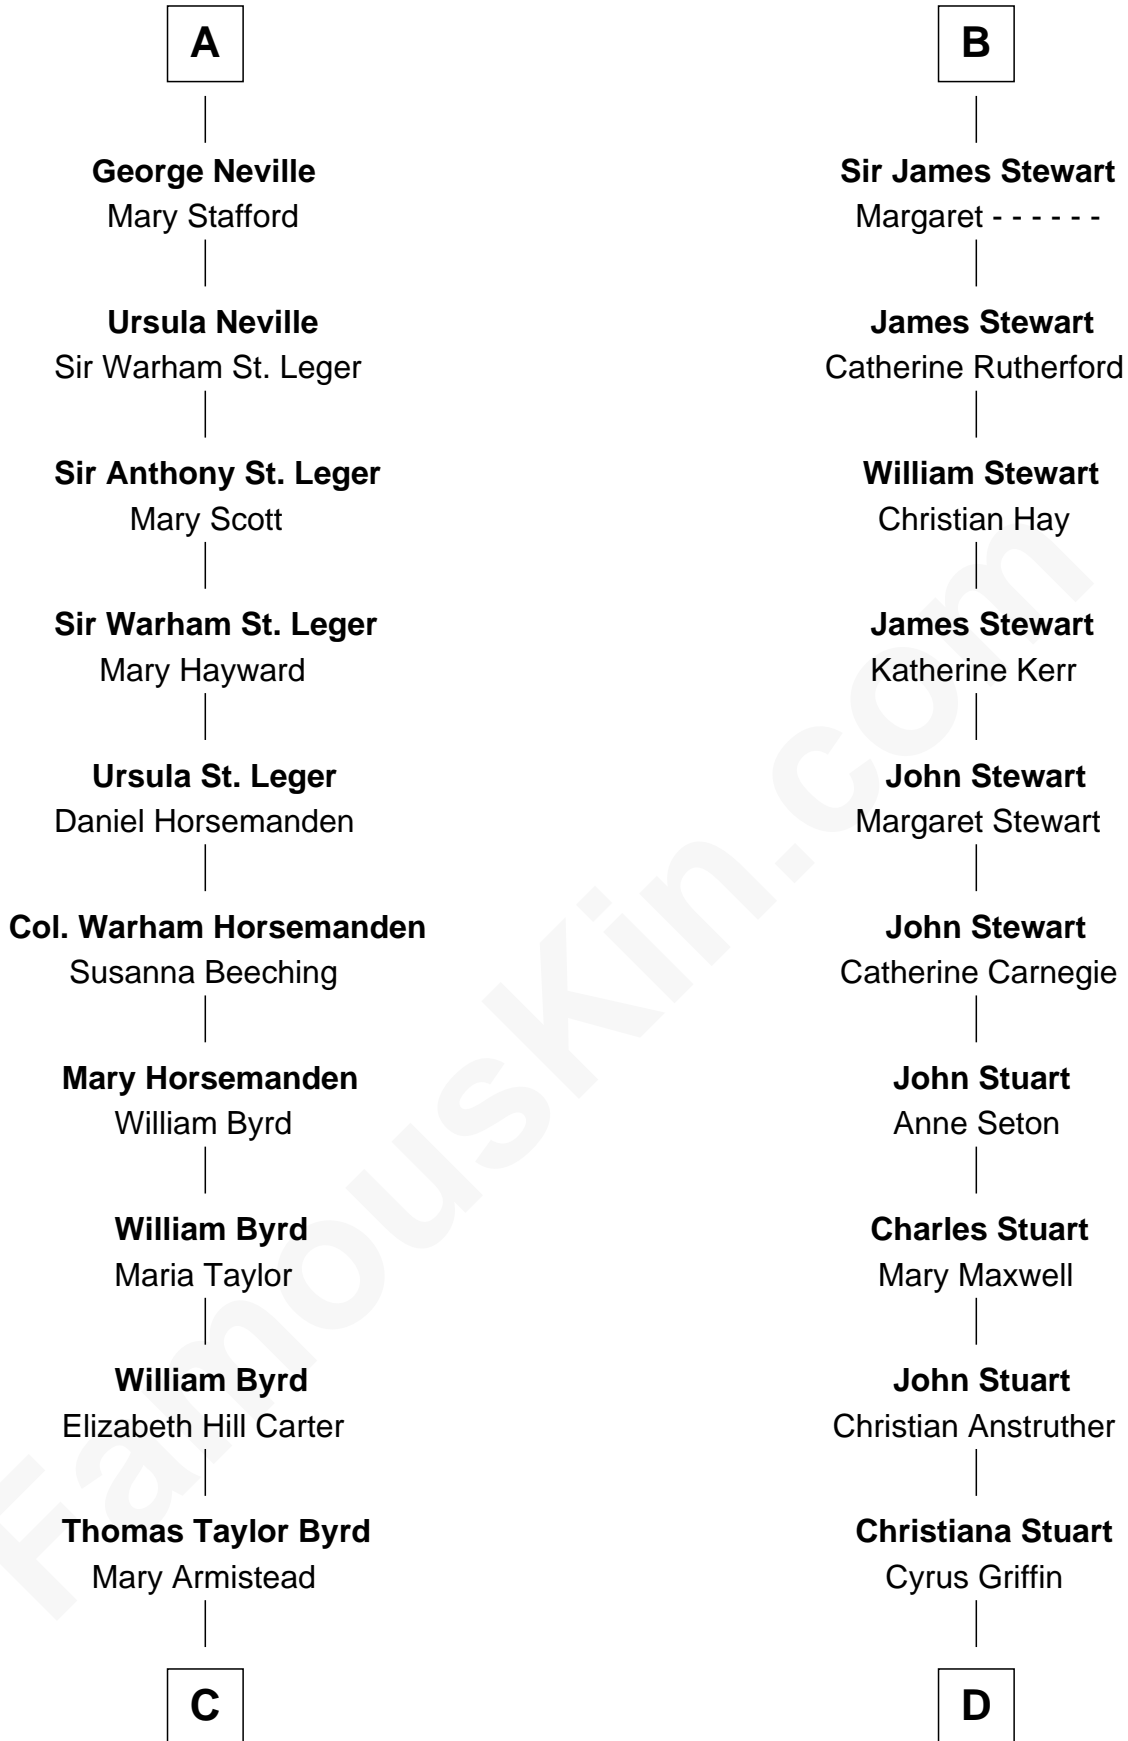 A
George Neville
Mary Stafford
Ursula Neville
Sir Warham St. Leger
Sir Anthony St. Leger
Mary Scott
Sir Warham St. Leger
Mary Hayward
Ursula St. Leger
Daniel Horsemanden
Col. Warham Horsemanden
Susanna Beeching
Mary Horsemanden
William Byrd
William Byrd
Maria Taylor
William Byrd
Elizabeth Hill Carter
Thomas Taylor Byrd
Mary Armistead
C
B
Sir James Stewart
Margaret - - - - - -
James Stewart
Catherine Rutherford
William Stewart
Christian Hay
James Stewart
Katherine Kerr
John Stewart
Margaret Stewart
John Stewart
Catherine Carnegie
John Stuart
Anne Seton
Charles Stuart
Mary Maxwell
John Stuart
Christian Anstruther
Christiana Stuart
Cyrus Griffin
D
FamousKin.com